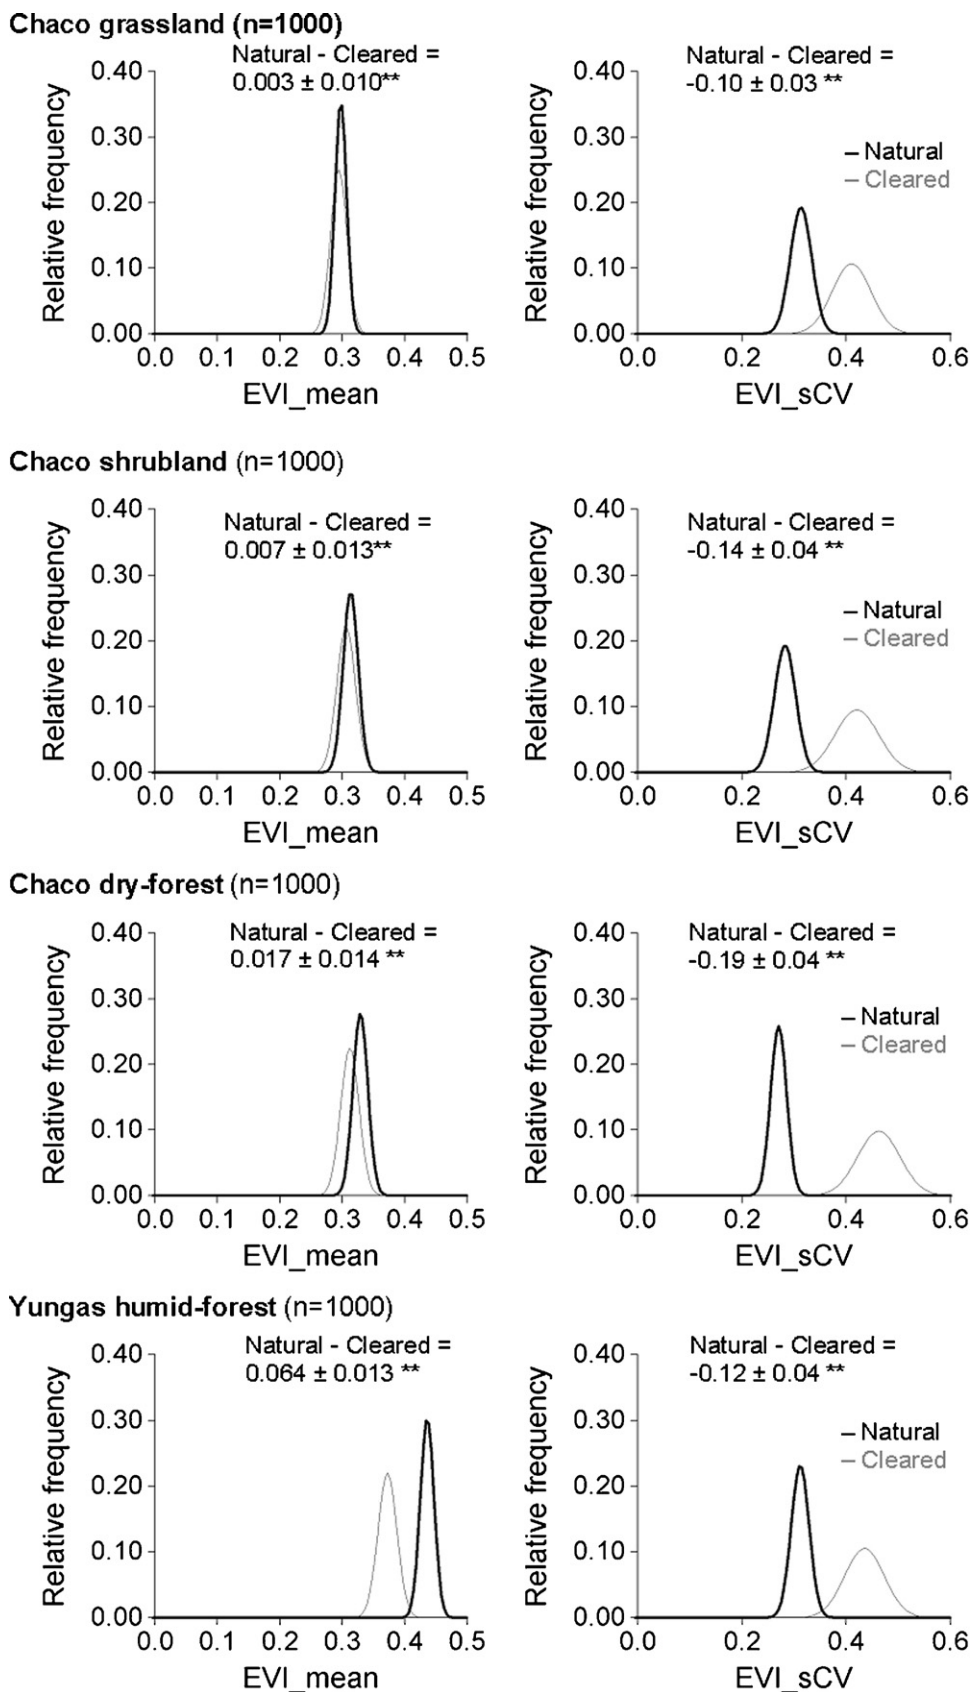 Chaco grassland (n=1000)
Natural - Cleared =
0.003 ± 0.010**
Relative frequency
0.40
0.30
0.20
0.10
0.00
0.0 0.1 0.2 0.3 0.4 0.5
EVI_mean
Natural - Cleared =
-0.10 ± 0.03 **
Relative frequency
0.40
0.30
0.20
0.10
0.00
Natural
Cleared
0.0 0.2 0.4 0.6
EVI_sCV
Chaco shrubland (n=1000)
Natural - Cleared =
0.007 ± 0.013**
Relative frequency
0.40
0.30
0.20
0.10
0.00
0.0 0.1 0.2 0.3 0.4 0.5
EVI_mean
Natural - Cleared =
-0.14 ± 0.04 **
Relative frequency
0.40
0.30
0.20
0.10
0.00
Natural
Cleared
0.0 0.2 0.4 0.6
EVI_sCV
Chaco dry-forest (n=1000)
Natural - Cleared =
0.017 ± 0.014 **
Relative frequency
0.40
0.30
0.20
0.10
0.00
0.0 0.1 0.2 0.3 0.4 0.5
EVI_mean
Natural - Cleared =
-0.19 ± 0.04 **
Relative frequency
0.40
0.30
0.20
0.10
0.00
Natural
Cleared
0.0 0.2 0.4 0.6
EVI_sCV
Yungas humid-forest (n=1000)
Natural - Cleared =
0.064 ± 0.013 **
Relative frequency
0.40
0.30
0.20
0.10
0.00
0.0 0.1 0.2 0.3 0.4 0.5
EVI_mean
Natural - Cleared =
-0.12 ± 0.04 **
Relative frequency
0.40
0.30
0.20
0.10
0.00
Natural
Cleared
0.0 0.2 0.4 0.6
EVI_sCV